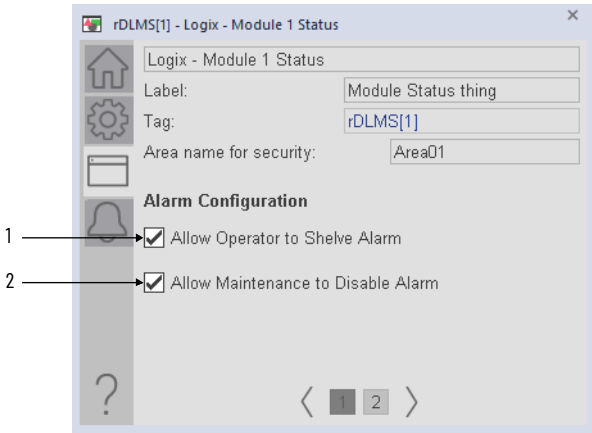 rDLMS[1] - Logix - Module 1 Status
Logix - Module 1 Status
Label: Module Status thing
Tag: rDLMS[1]
Area name for security: Area01
Alarm Configuration
1 Allow Operator to Shelve Alarm
2 Allow Maintenance to Disable Alarm
? 1 2